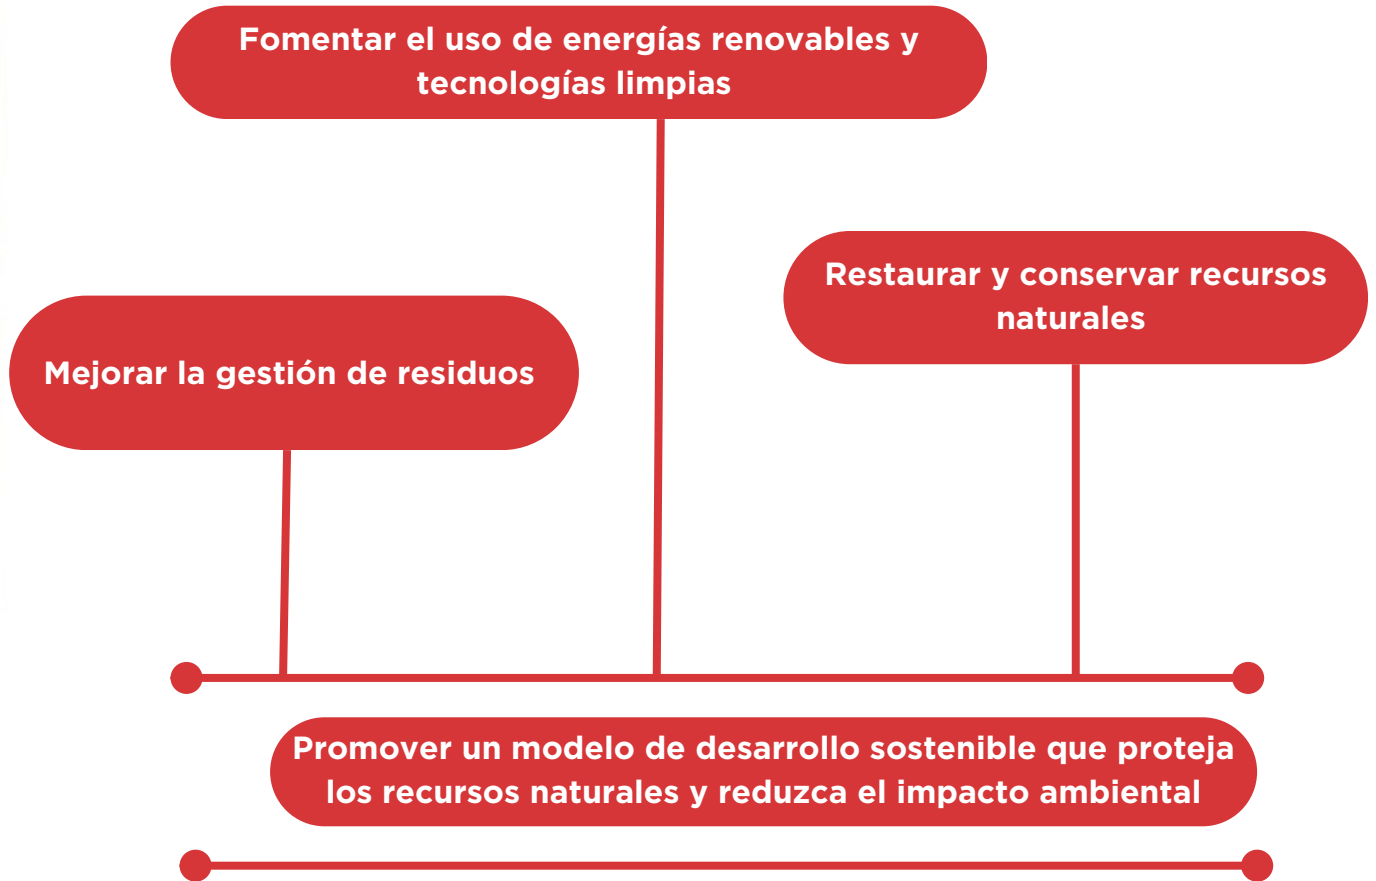 Fomentar el uso de energías renovables y
tecnologías limpias
Restaurar y conservar recursos
naturales
Mejorar la gestión de residuos
Promover un modelo de desarrollo sostenible que proteja
los recursos naturales y reduzca el impacto ambiental